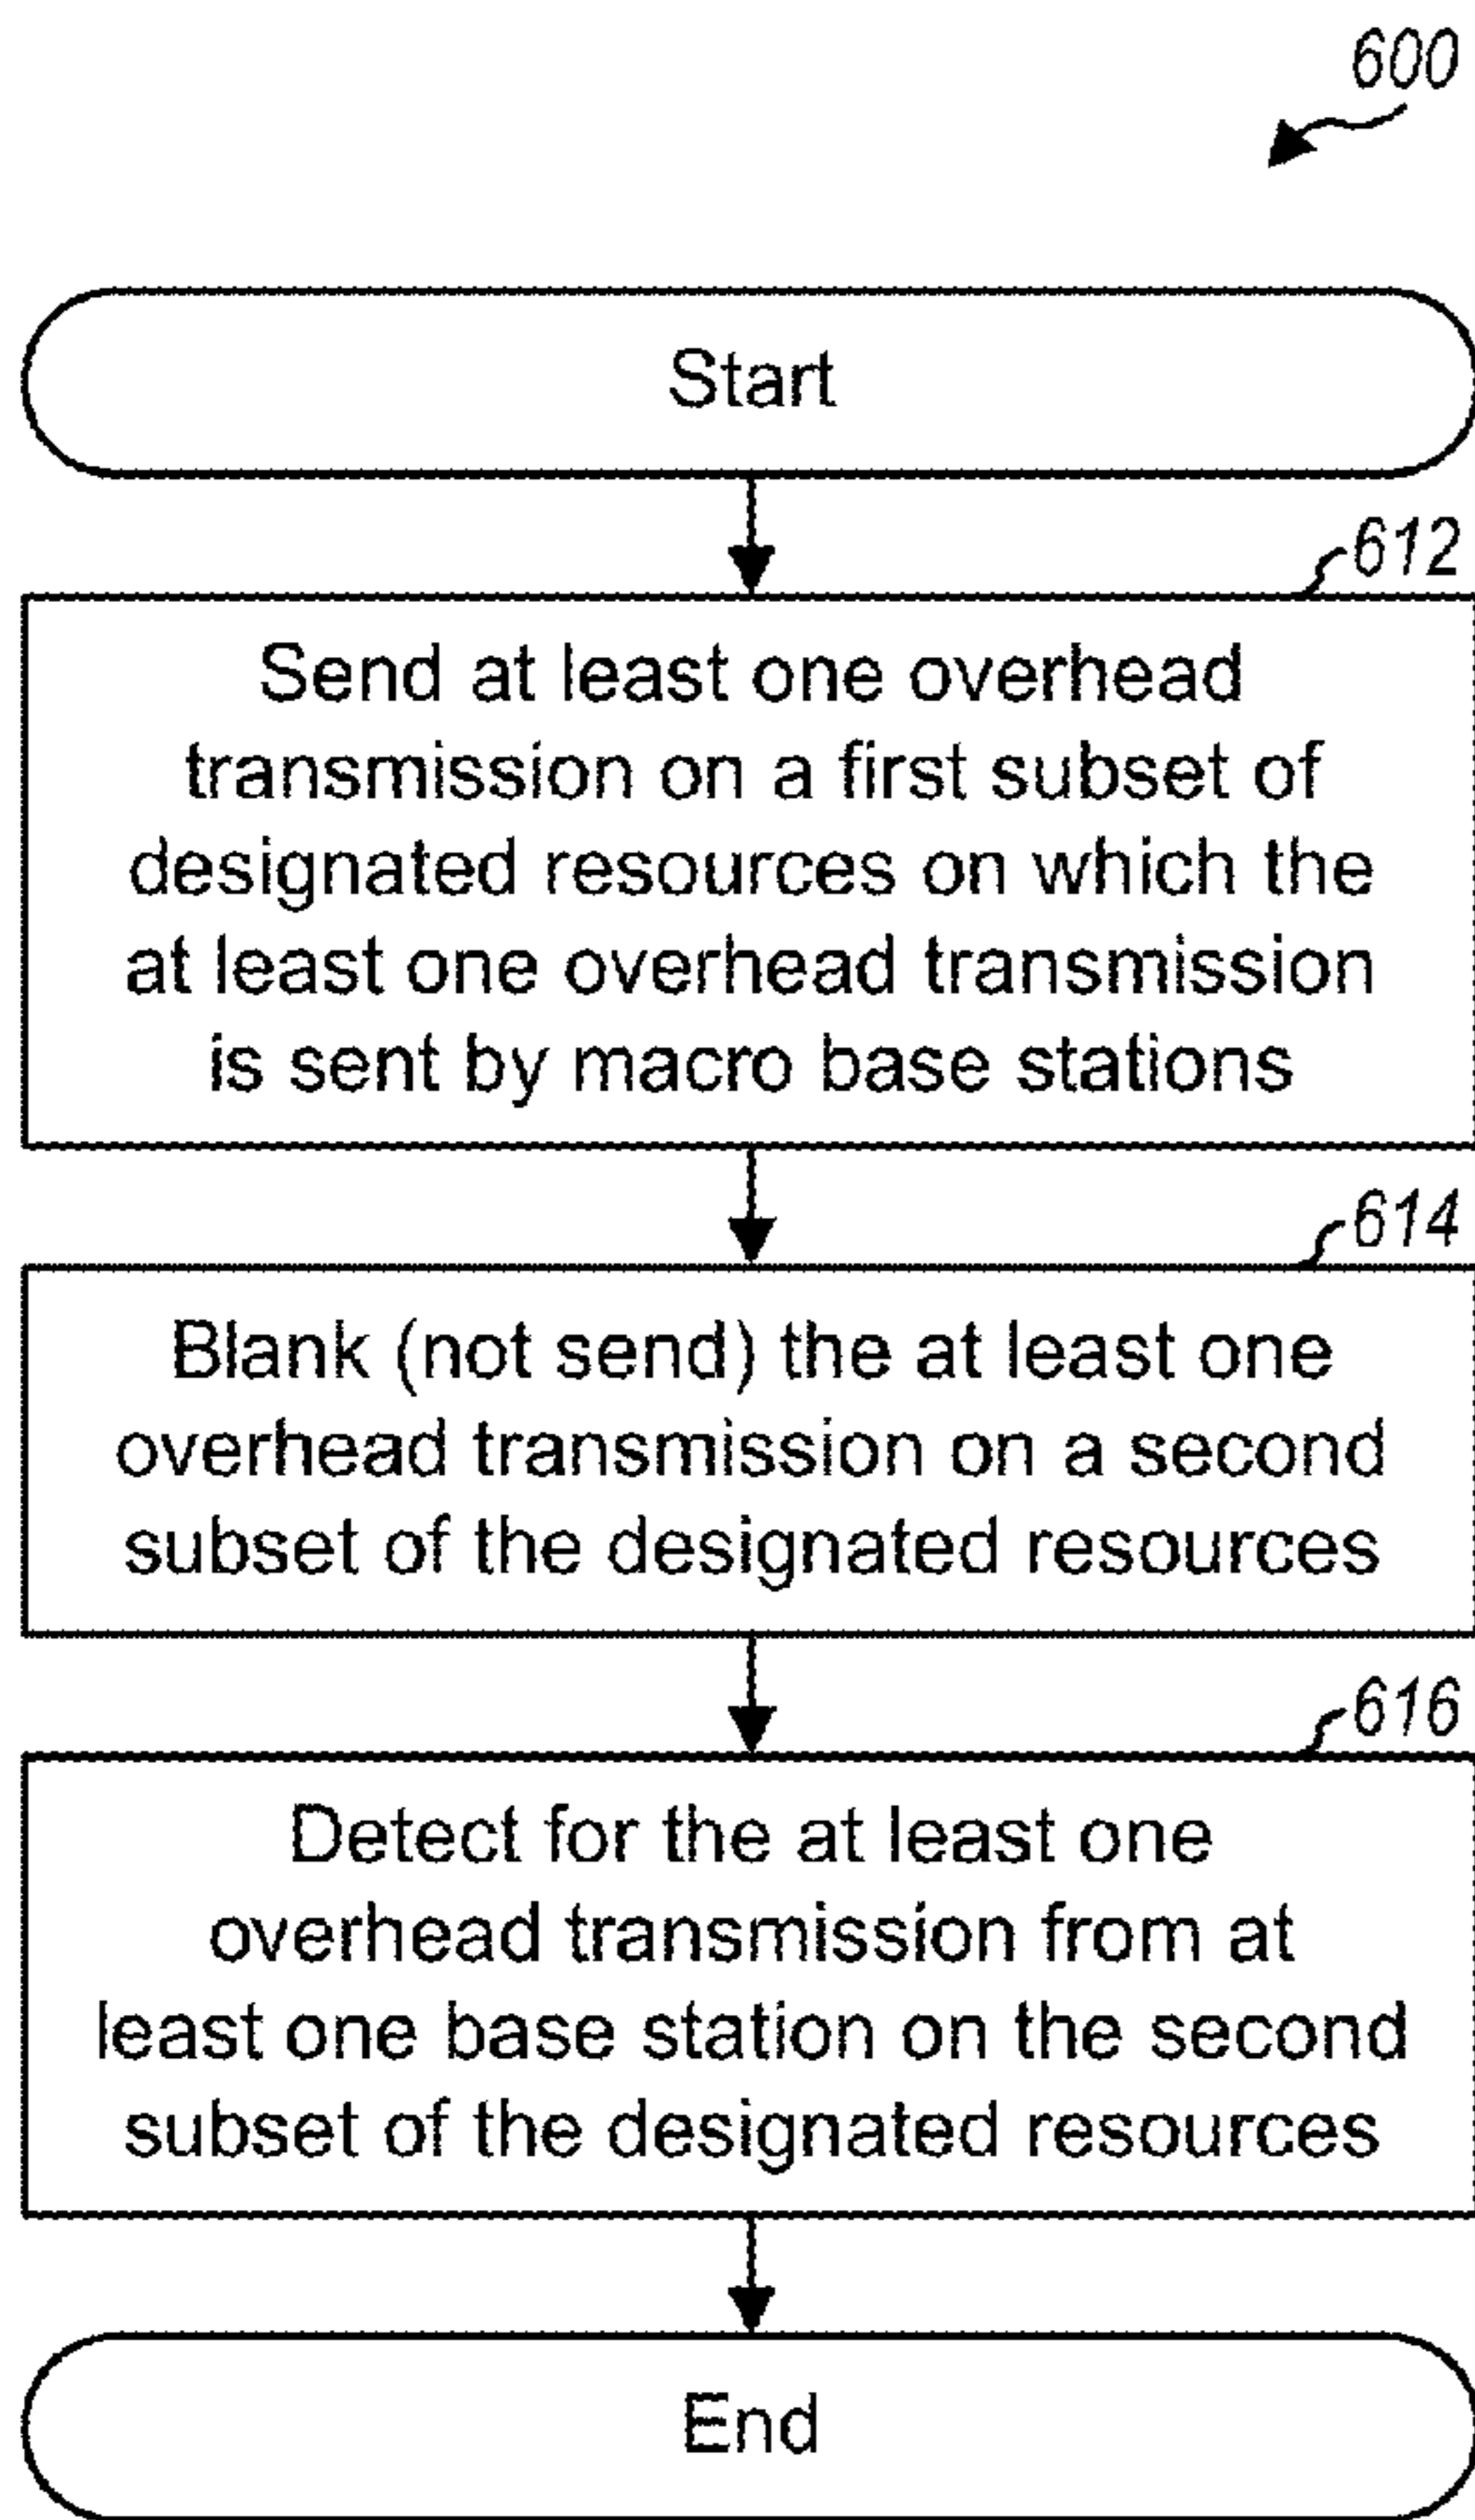 600
Start
612
Send at least one overhead
transmission on a first subset of
designated resources on which the
at least one overhead transmission
is sent by macro base stations
614
Blank (not send) the at least one
overhead transmission on a second
subset of the designated resources
616
Detect for the at least one
overhead transmission from at
least one base station on the second
subset of the designated resources
End